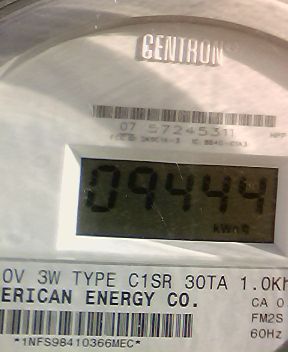 CENTRON
07 57245311
09444
kWh
0V 3W TYPE C1SR 30TA 1.0Kh
ERICAN ENERGY CO.
CA 0
FM2S
60Hz
*1NFS98410366MEC*